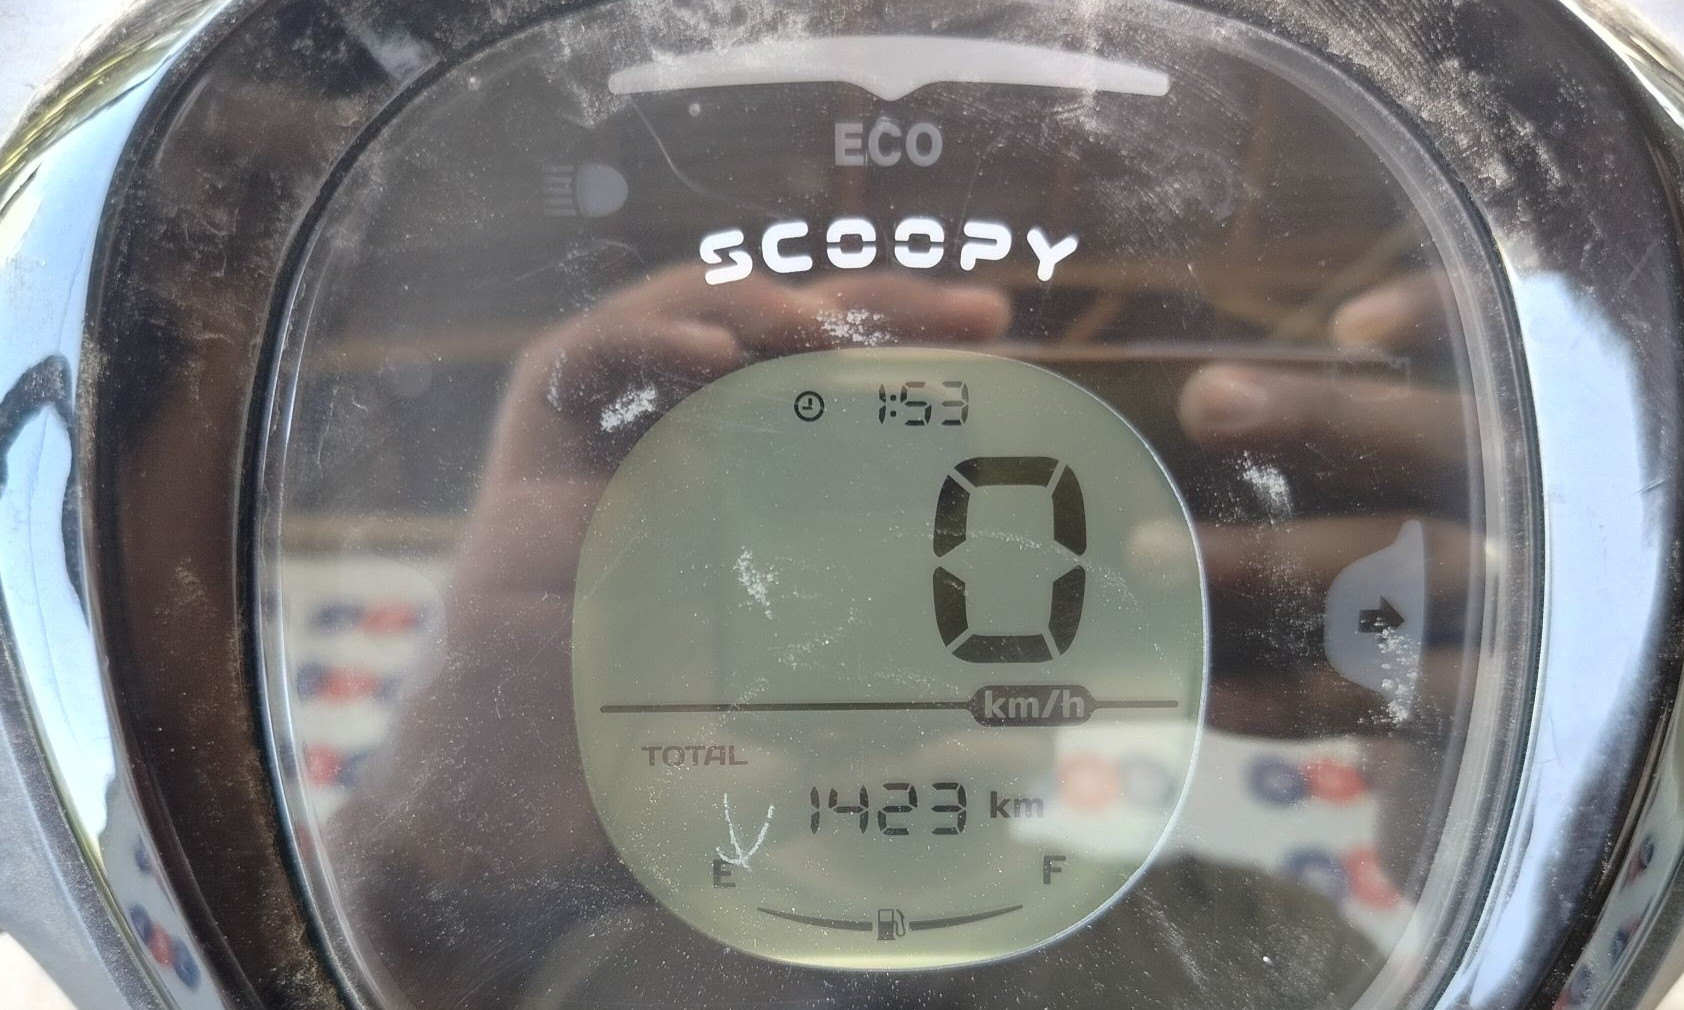 ECO
SCOOPY
1:53
0
km/h
TOTAL
1423 km
E F